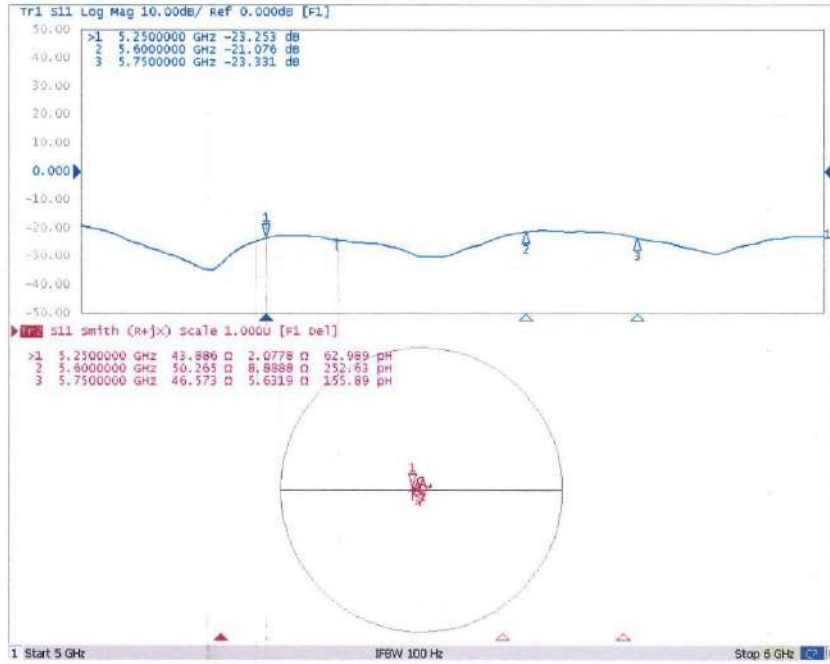 Tr1 S11 Log Mag 10.00dB/ Ref 0.000dB [F1]
50.00
40.00
30.00
20.00
10.00
0.000
-10.00
-20.00
-30.00
-40.00
-50.00
>1 5.2500000 GHz -23.253 dB
2 5.6000000 GHz -21.076 dB
3 5.7500000 GHz -23.331 dB
1
1
2
3
1
Tr2 S11 Smith (R+jX) Scale 1.000U [F1 Del]
>1 5.2500000 GHz 43.886 Ω 2.0778 Ω 62.989 pH
2 5.6000000 GHz 50.265 Ω 8.8888 Ω 252.63 pH
3 5.7500000 GHz 46.573 Ω 5.6319 Ω 155.89 pH
1
1 Start 5 GHz IFBW 100 Hz Stop 6 GHz C?